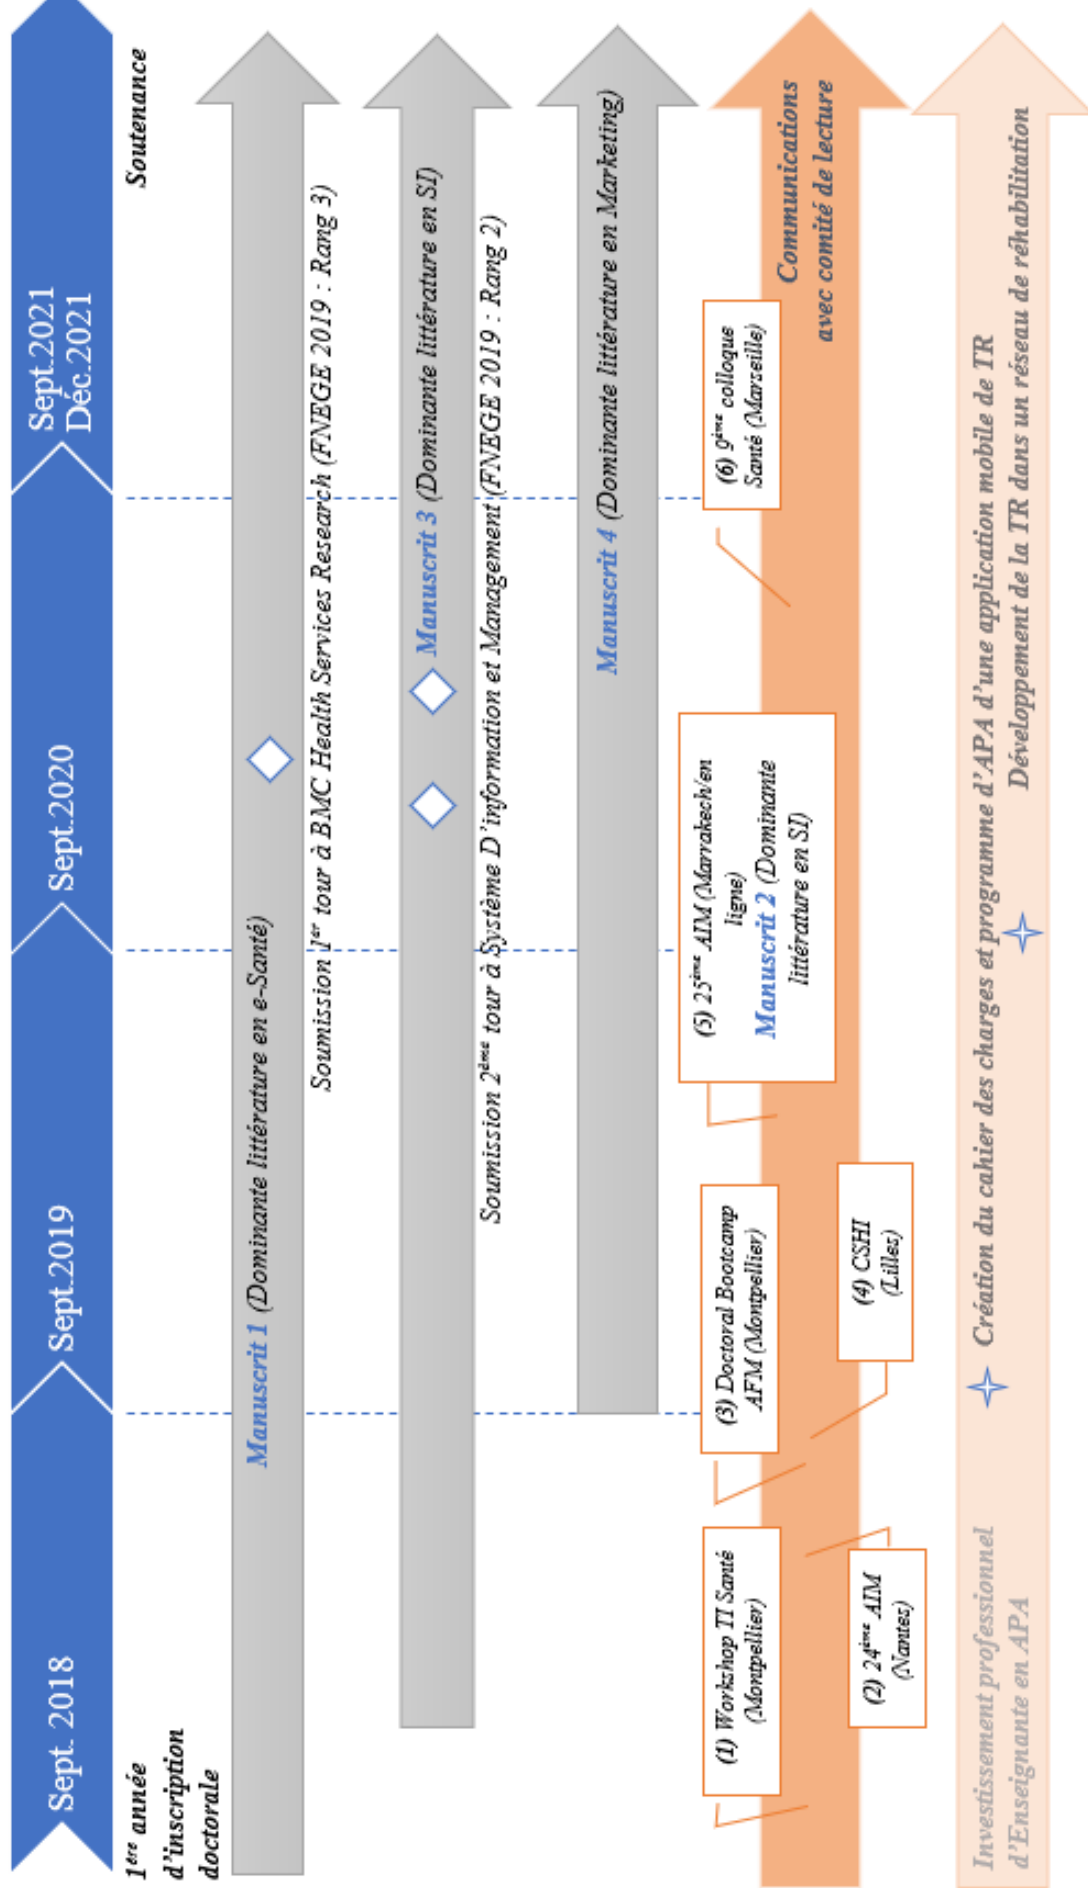 Sept. 2018
Sept.2019
Sept.2020
Sept.2021
Déc.2021
1ère année
d'inscription
doctorale
Soutenance
Manuscrit 1 (Dominante littérature en e-Santé)
Soumission 1er tour à BMC Health Services Research (FNEGE 2019 : Rang 3)
Manuscrit 3 (Dominante littérature en SI)
Soumission 2ème tour à Système D'information et Management (FNEGE 2019 : Rang 2)
Manuscrit 4 (Dominante littérature en Marketing)
(1) Workshop TI Santé
(Montpellier)
(2) 24ème AIM
(Nantes)
(3) Doctoral Bootcamp
AFM (Montpellier)
(4) CSHI
(Lilles)
(5) 25ème AIM (Marrakech/en
ligne)
Manuscrit 2 (Dominante
littérature en SI)
(6) 9ème colloque
Santé (Marseille)
Communications
avec comité de lecture
Investissement professionnel
d'Enseignante en APA
Création du cahier des charges et programme d'APA d'une application mobile de TR
Développement de la TR dans un réseau de réhabilitation